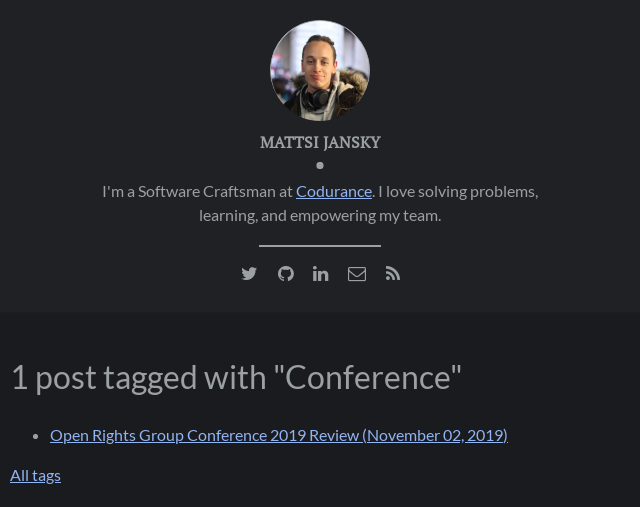 MATTSI JANSKY
I'm a Software Craftsman at Codurance. I love solving problems,
learning, and empowering my team.
1 post tagged with "Conference"
Open Rights Group Conference 2019 Review (November 02, 2019)
All tags